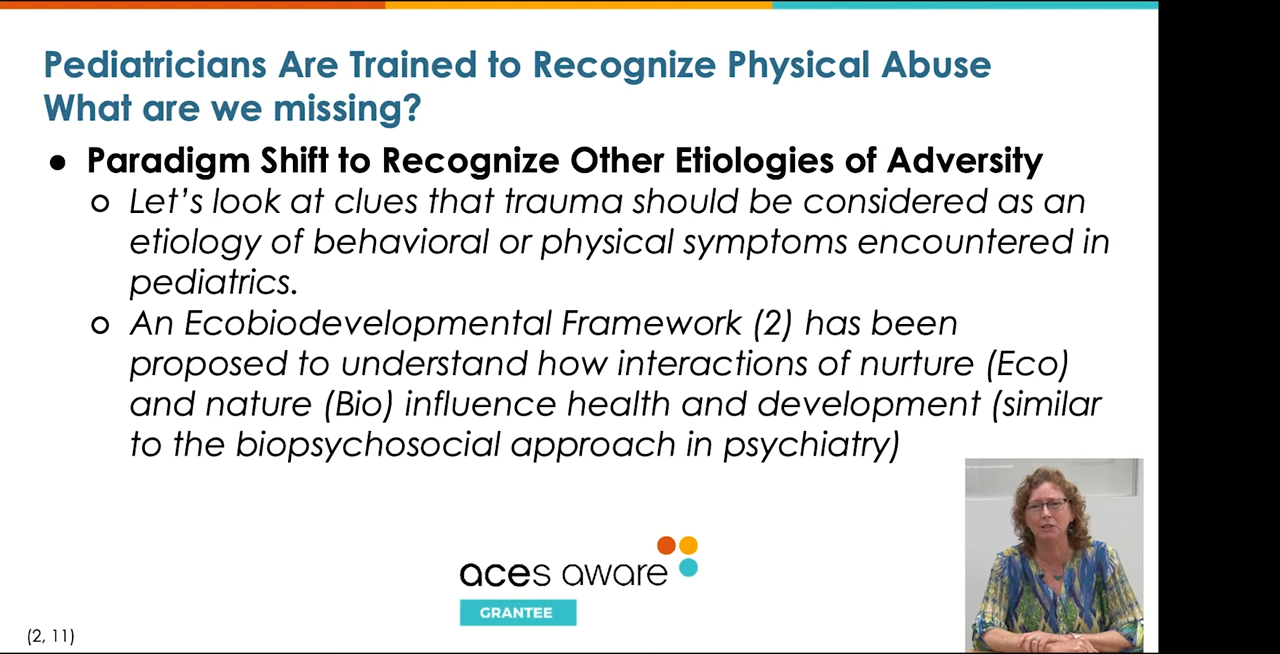 Pediatricians Are Trained to Recognize Physical Abuse
What are we missing?
● Paradigm Shift to Recognize Other Etiologies of Adversity
○ Let’s look at clues that trauma should be considered as an
etiology of behavioral or physical symptoms encountered in
pediatrics.
○ An Ecobiodevelopmental Framework (2) has been
proposed to understand how interactions of nurture (Eco)
and nature (Bio) influence health and development (similar
to the biopsychosocial approach in psychiatry)
aces aware
GRANTEE
(2, 11)